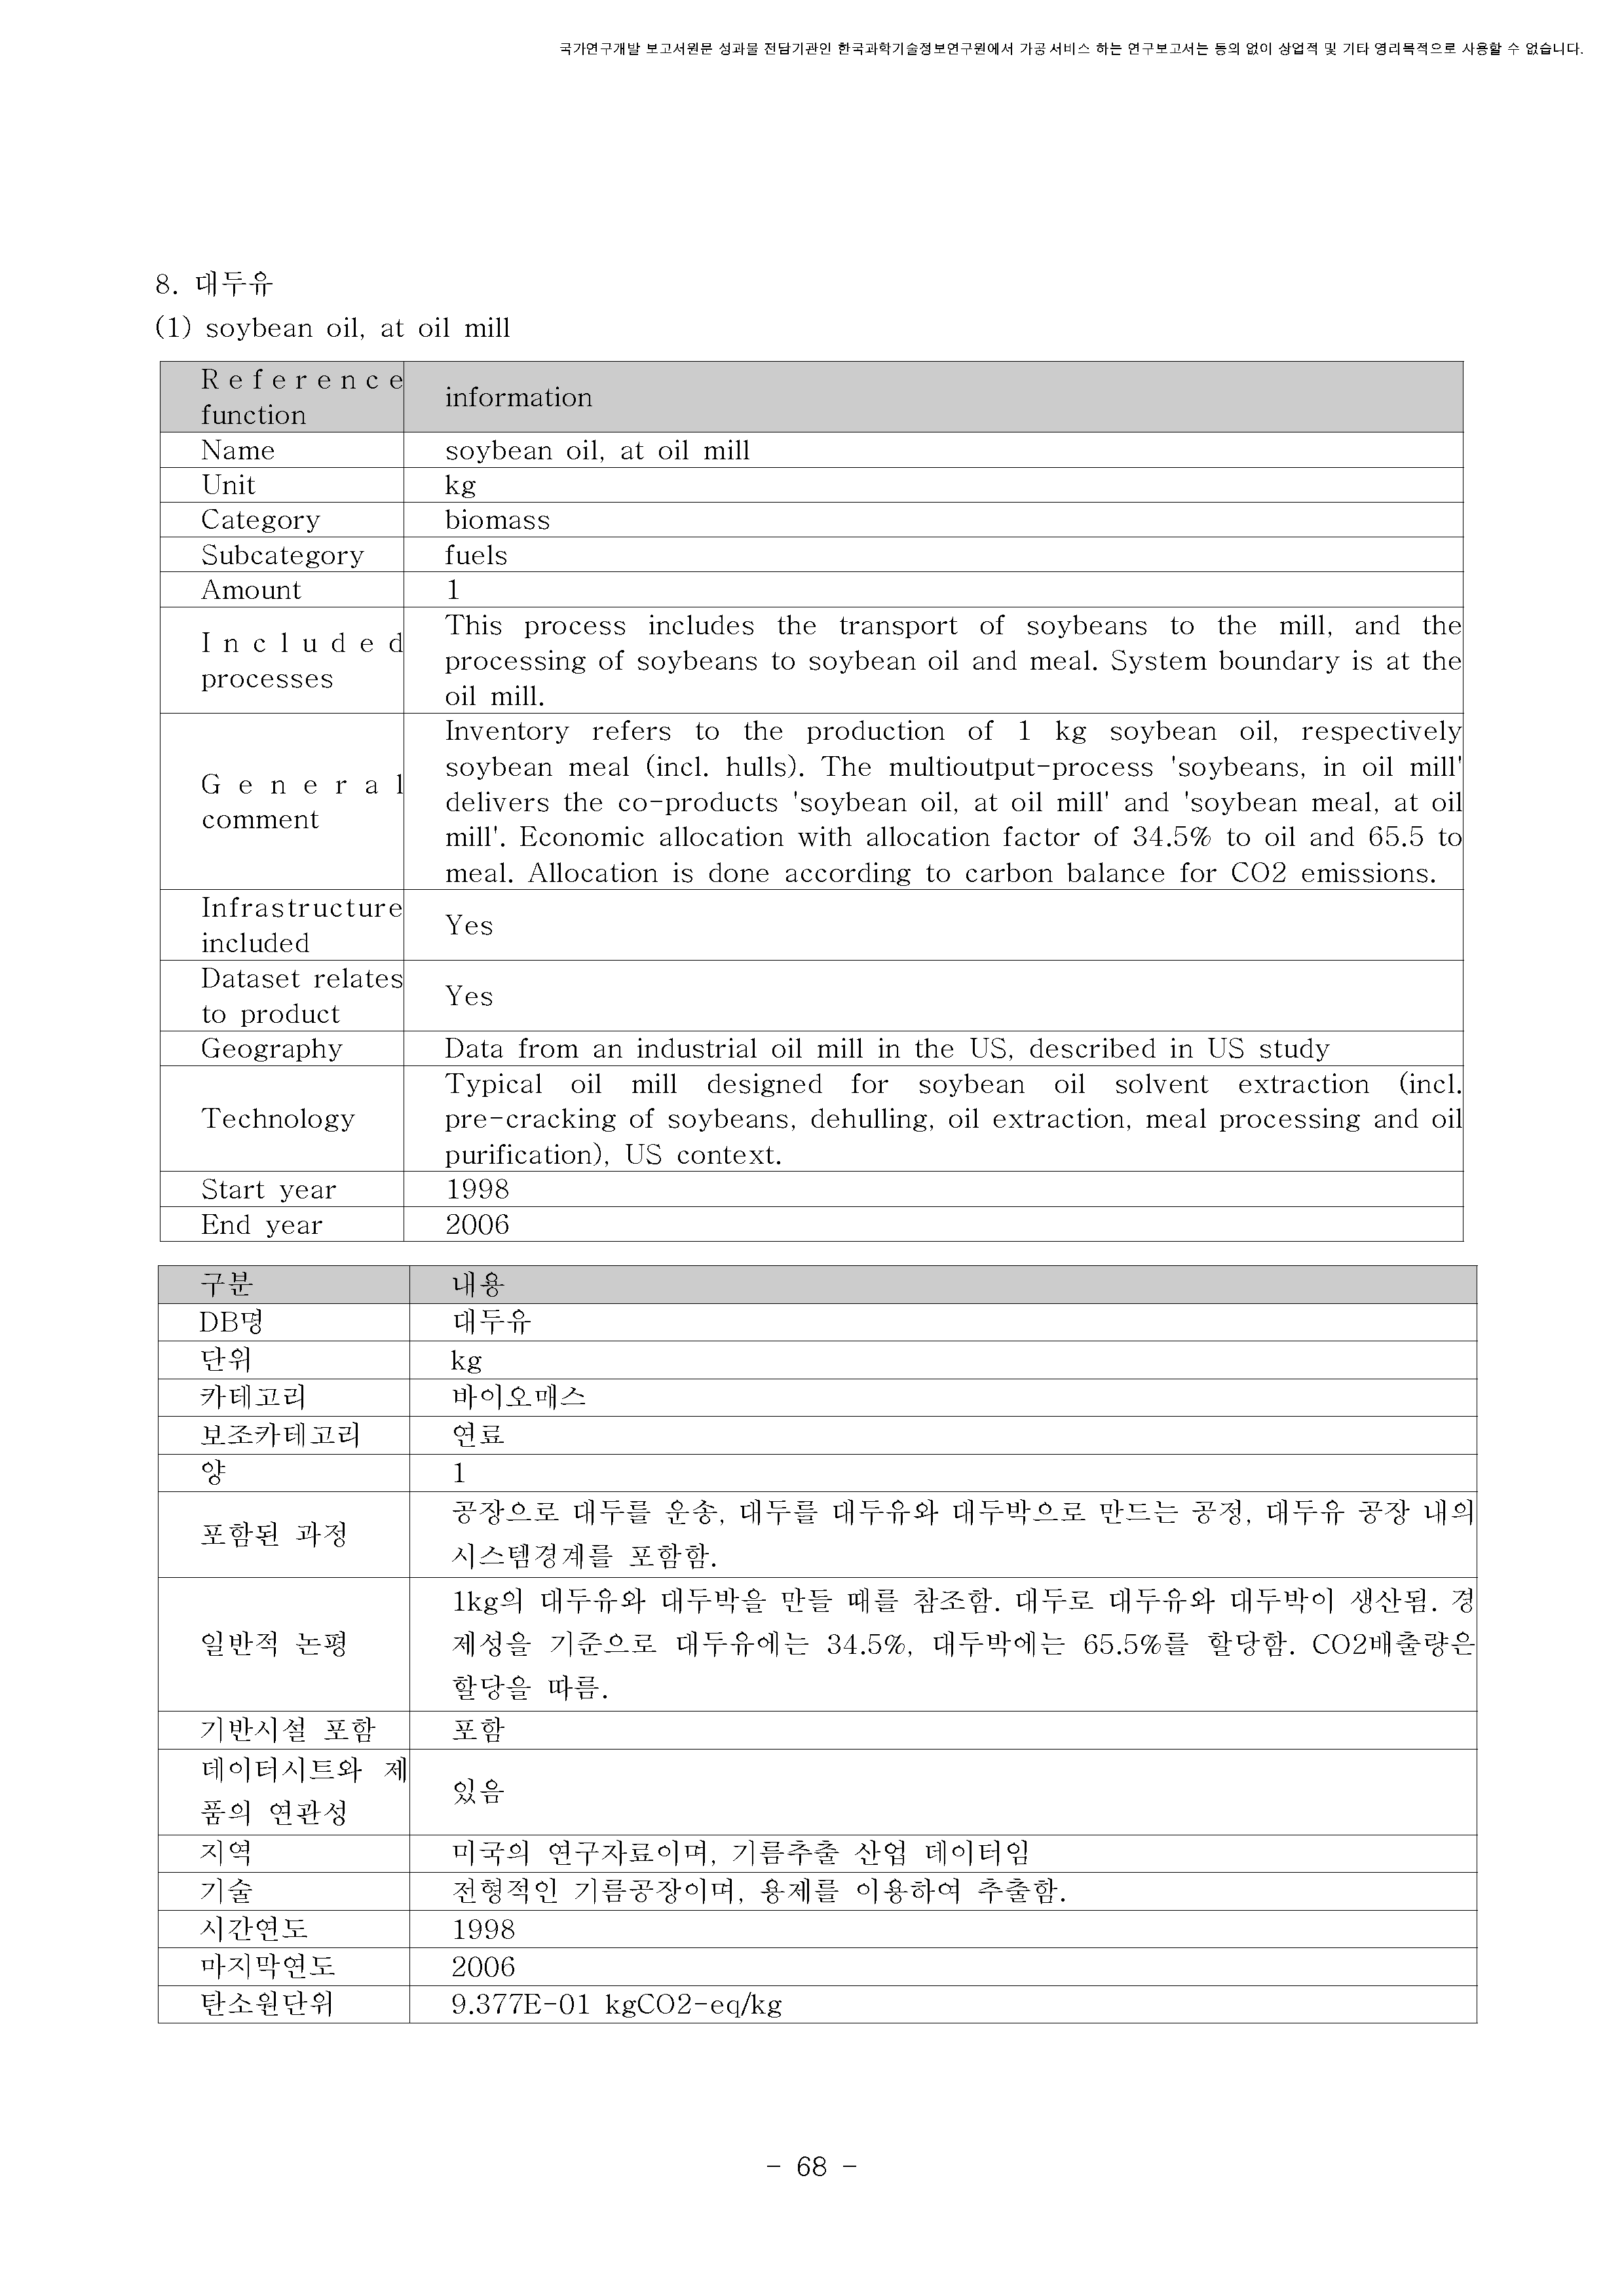 국가연구개발 보고서원문 성과물 전담기관인 한국과학기술정보연구원에서 가공·서비스 하는 연구보고서는 동의 없이 상업적 및 기타 영리목적으로 사용할 수 없습니다.
8. 대두유
(1) soybean oil, at oil mill
Reference
function
information
Name
soybean oil, at oil mill
Unit
kg
Category
biomass
Subcategory
fuels
Amount
1
Included
processes
This process includes the transport of soybeans to the mill, and the
processing of soybeans to soybean oil and meal. System boundary is at the
oil mill.
General
comment
Inventory refers to the production of 1 kg soybean oil, respectively
soybean meal (incl. hulls). The multioutput-process 'soybeans, in oil mill'
delivers the co-products 'soybean oil, at oil mill' and 'soybean meal, at oil
mill'. Economic allocation with allocation factor of 34.5% to oil and 65.5 to
meal. Allocation is done according to carbon balance for CO2 emissions.
Infrastructure
included
Yes
Dataset relates
to product
Yes
Geography
Data from an industrial oil mill in the US, described in US study
Technology
Typical oil mill designed for soybean oil solvent extraction (incl.
pre-cracking of soybeans, dehulling, oil extraction, meal processing and oil
purification), US context.
Start year
1998
End year
2006
구분
내용
DB명
대두유
단위
kg
카테고리
바이오매스
보조카테고리
연료
양
1
포함된 과정
공장으로 대두를 운송, 대두를 대두유와 대두박으로 만드는 공정, 대두유 공장 내의
시스템경계를 포함함.
일반적 논평
1kg의 대두유와 대두박을 만들 때를 참조함. 대두로 대두유와 대두박이 생산됨. 경
제성을 기준으로 대두유에는 34.5%, 대두박에는 65.5%를 할당함. CO2배출량은
할당을 따름.
기반시설 포함
포함
데이터시트와 제
품의 연관성
있음
지역
미국의 연구자료이며, 기름추출 산업 데이터임
기술
전형적인 기름공장이며, 용제를 이용하여 추출함.
시간연도
1998
마지막연도
2006
탄소원단위
9.377E-01 kgCO2-eq/kg
- 68 -